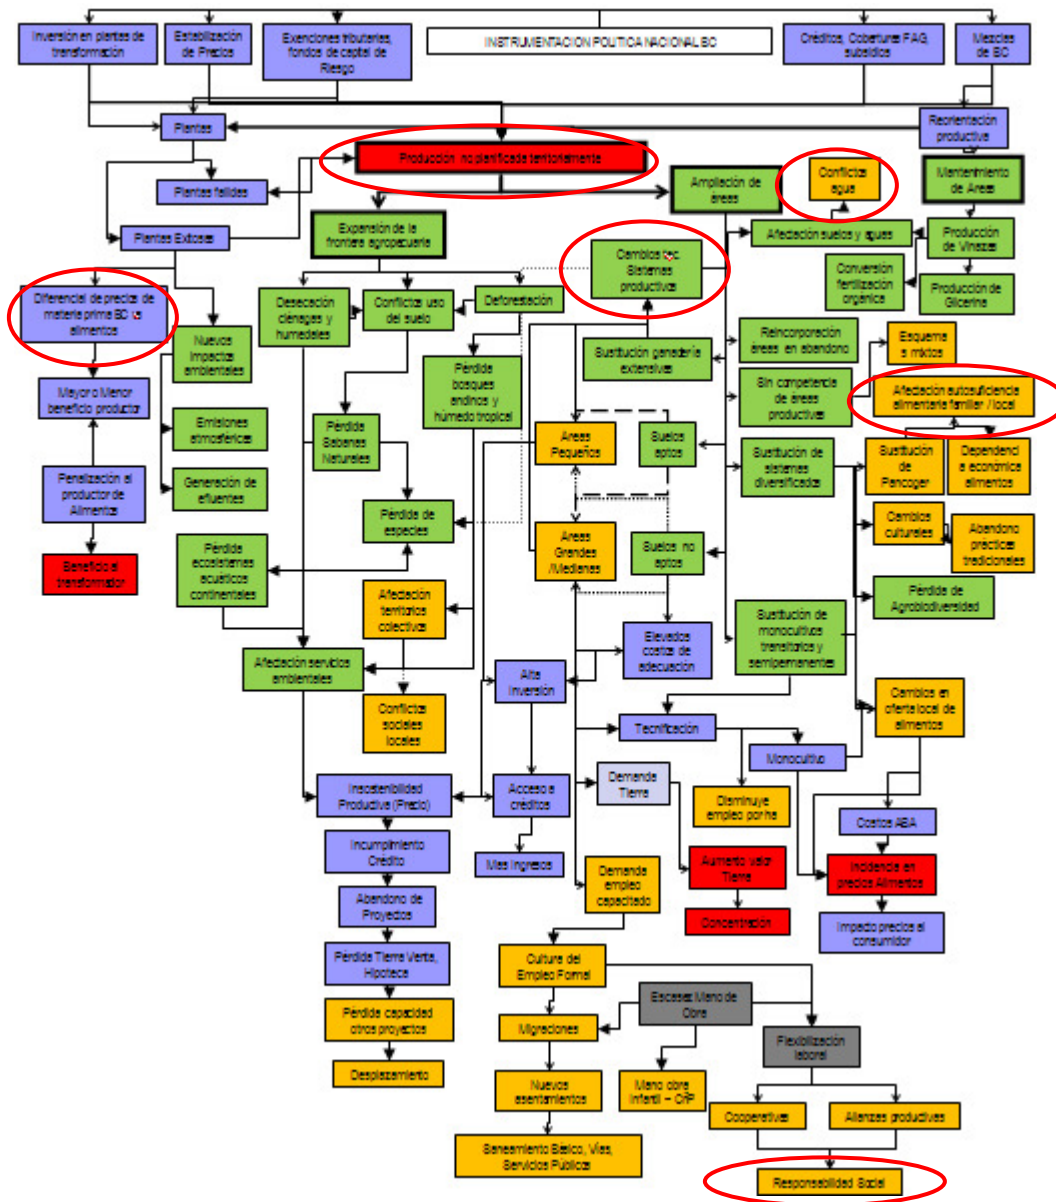 Inversión en plantas de
transformación
Estabilización
de Precios
Exenciones tributarias,
fondos de capital de
Riesgo
INSTRUMENTACION POLITICA NACIONAL BC
Créditos, Coberturas FAG,
subsidios
Mezclas
de BC
Plantas
Reorientación
productiva
Producción no planificada territorialmente
Plantas fallidas
Ampliación de
áreas
Conflictos
agua
Mantenimiento
de Areas
Plantas Exitosas
Expansión de la
frontera agropecuaria
Cambios tec.
Sistemas
productivos
Afectación suelos y aguas
Producción
de Vinazas
Conversión
fertilización
orgánica
Producción de
Glicerina
Diferencial de precios de
materia prima BC vs
alimentos
Desecación
ciénagas y
humedales
Conflictos uso
del suelo
Deforestación
Nuevos
Impactos
ambientales
Sustitución ganadería
extensiva
Reincorporación
áreas en abandono
Esquema
s mixtos
Mayor o Menor
beneficio productor
Pérdida
bosques
andinos y
húmedo tropical
Sin competencia
de áreas
productivas
Afectación autosuficiencia
alimentaria familiar / local
Emisiones
atmosféricas
Pérdida
Sabanas
Naturales
Areas
Pequeños
Suelos
aptos
Sustitución de
sistemas
diversificados
Sustitución
de
Pancoger
Dependenci
a económica
alimentos
Penalización al
productor de
Alimentos
Generación de
efluentes
Pérdida de
especies
Areas
Grandes
/Medianas
Suelos no
aptos
Cambios
culturales
Abandono
prácticas
tradicionales
Beneficio al
transformador
Pérdida
ecosistemas
acuáticos
continentales
Afectación
territorios
colectivos
Pérdida de
Agrobiodiversidad
Elevados
costos de
adecuación
Sustitución de
monocultivos
transitorios y
semipermanentes
Afectación servicios
ambientales
Alta
Inversión
Conflictos
sociales
locales
Cambios en
oferta local de
alimentos
Tecnificación
Monocultivo
Insostenibilidad
Productiva (Precio)
Acceso a
créditos
Demanda
Tierra
Disminuye
empleo por ha
Costos ABA
Incumplimiento
Crédito
Mas Ingresos
Demanda
empleo
capacitado
Aumento valor
Tierra
Incidencia en
precios Alimentos
Abandono de
Proyectos
Concentración
Impacto precios al
consumidor
Pérdida Tierra Venta,
Hipoteca
Cultura del
Empleo Formal
Escasez Mano de
Obra
Pérdida capacidad
otros proyectos
Migraciones
Flexibilización
laboral
Desplazamiento
Nuevos
asentamientos
Mano obra
Infantil –
Cooperativas
Alianzas productivas
Saneamiento Básico, Vías,
Servicios Públicos
Responsabilidad Social